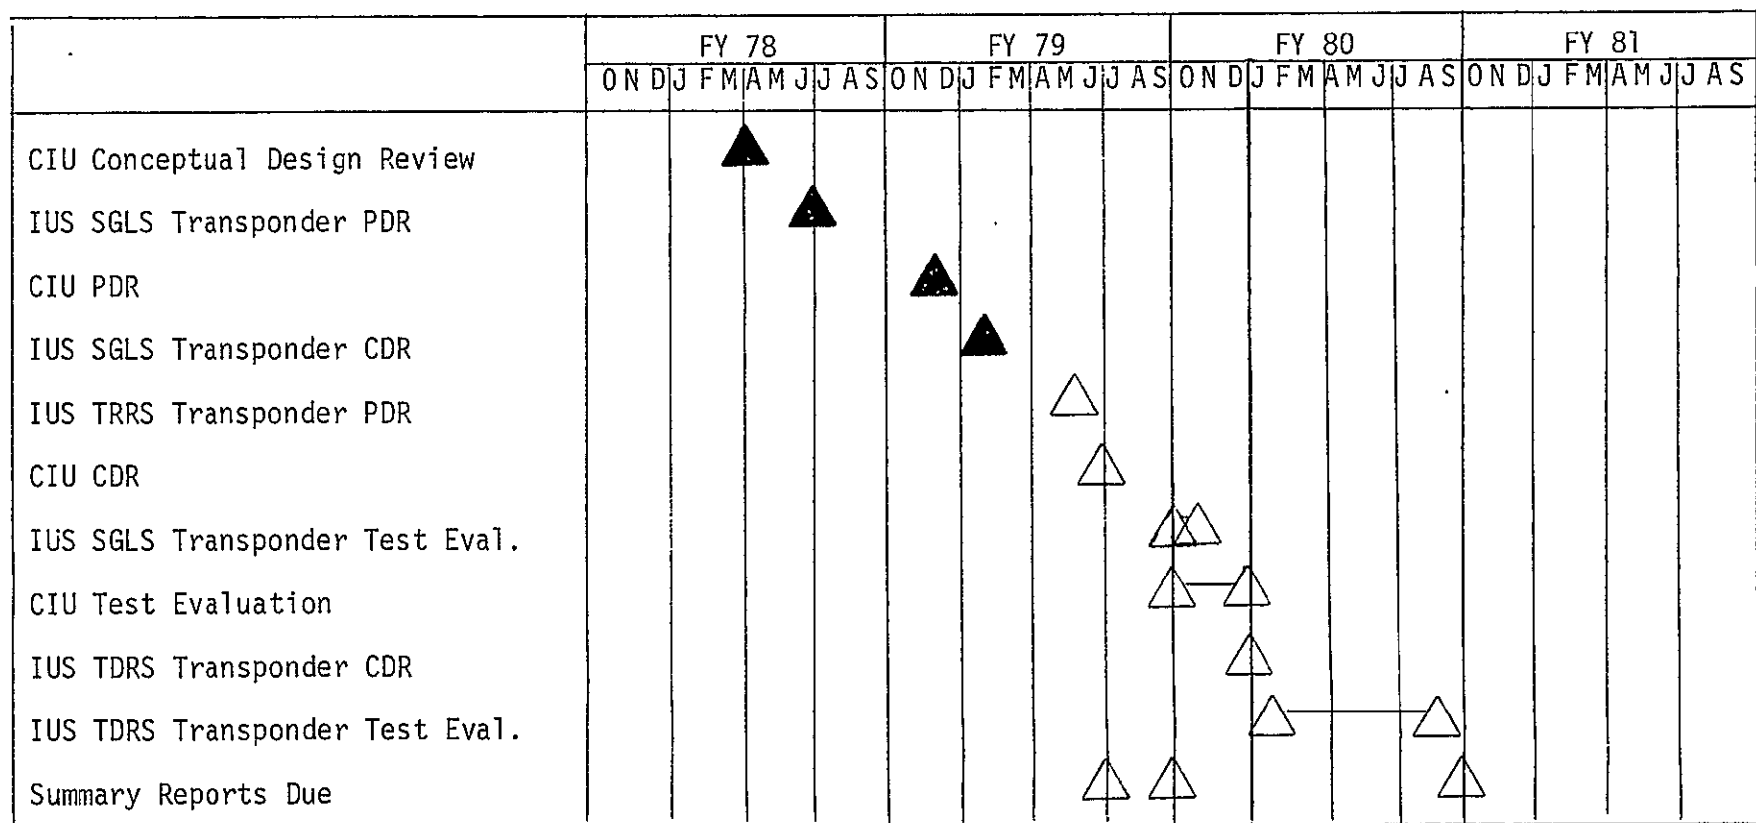 FY 78 FY 79 FY 80 FY 81
O N D J F M A M J J A S O N D J F M A M J J A S O N D J F M A M J J A S O N D J F M A M J J A S
CIU Conceptual Design Review
IUS SGLS Transponder PDR
CIU PDR
IUS SGLS Transponder CDR
IUS TRRS Transponder PDR
CIU CDR
IUS SGLS Transponder Test Eval.
CIU Test Evaluation
IUS TDRS Transponder CDR
IUS TDRS Transponder Test Eval.
Summary Reports Due